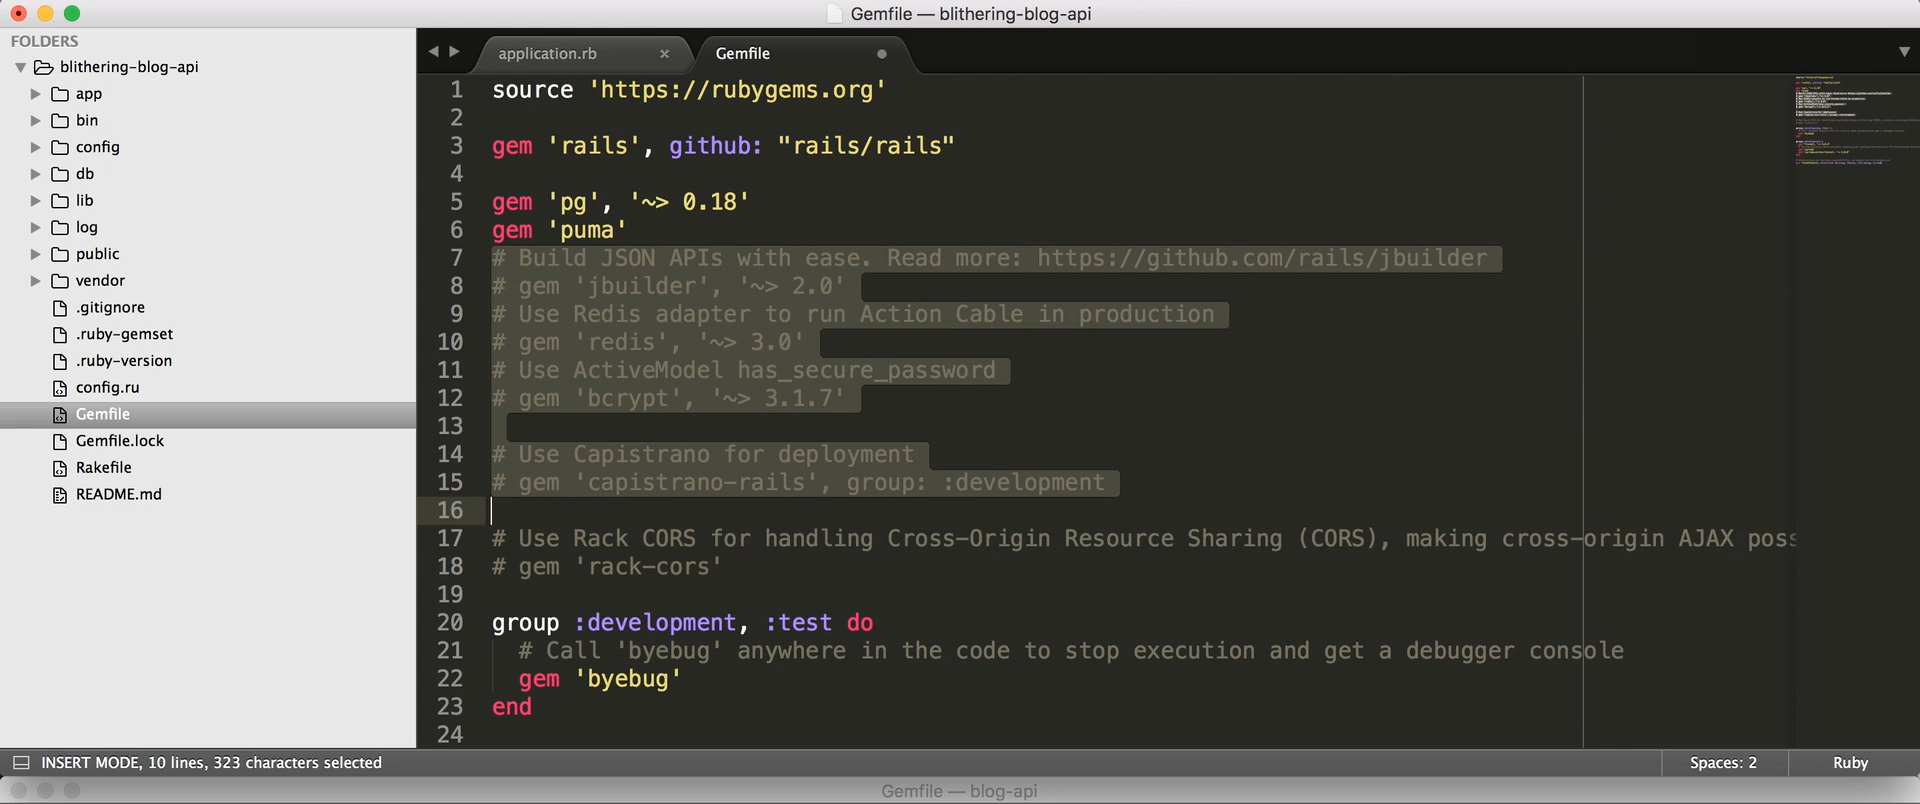 Gemfile — blithering-blog-api
FOLDERS
blithering-blog-api
app
bin
config
db
lib
log
public
vendor
.gitignore
.ruby-gemset
.ruby-version
config.ru
Gemfile
Gemfile.lock
Rakefile
README.md
application.rb
Gemfile
1 source 'https://rubygems.org'
2
3 gem 'rails', github: "rails/rails"
4
5 gem 'pg', '~> 0.18'
6 gem 'puma'
7 # Build JSON APIs with ease. Read more: https://github.com/rails/jbuilder
8 # gem 'jbuilder', '~> 2.0'
9 # Use Redis adapter to run Action Cable in production
10 # gem 'redis', '~> 3.0'
11 # Use ActiveModel has_secure_password
12 # gem 'bcrypt', '~> 3.1.7'
13
14 # Use Capistrano for deployment
15 # gem 'capistrano-rails', group: :development
16
17 # Use Rack CORS for handling Cross-Origin Resource Sharing (CORS), making cross-origin AJAX poss
18 # gem 'rack-cors'
19
20 group :development, :test do
21   # Call 'byebug' anywhere in the code to stop execution and get a debugger console
22   gem 'byebug'
23 end
24
INSERT MODE, 10 lines, 323 characters selected
Spaces: 2
Ruby
Gemfile — blog-api